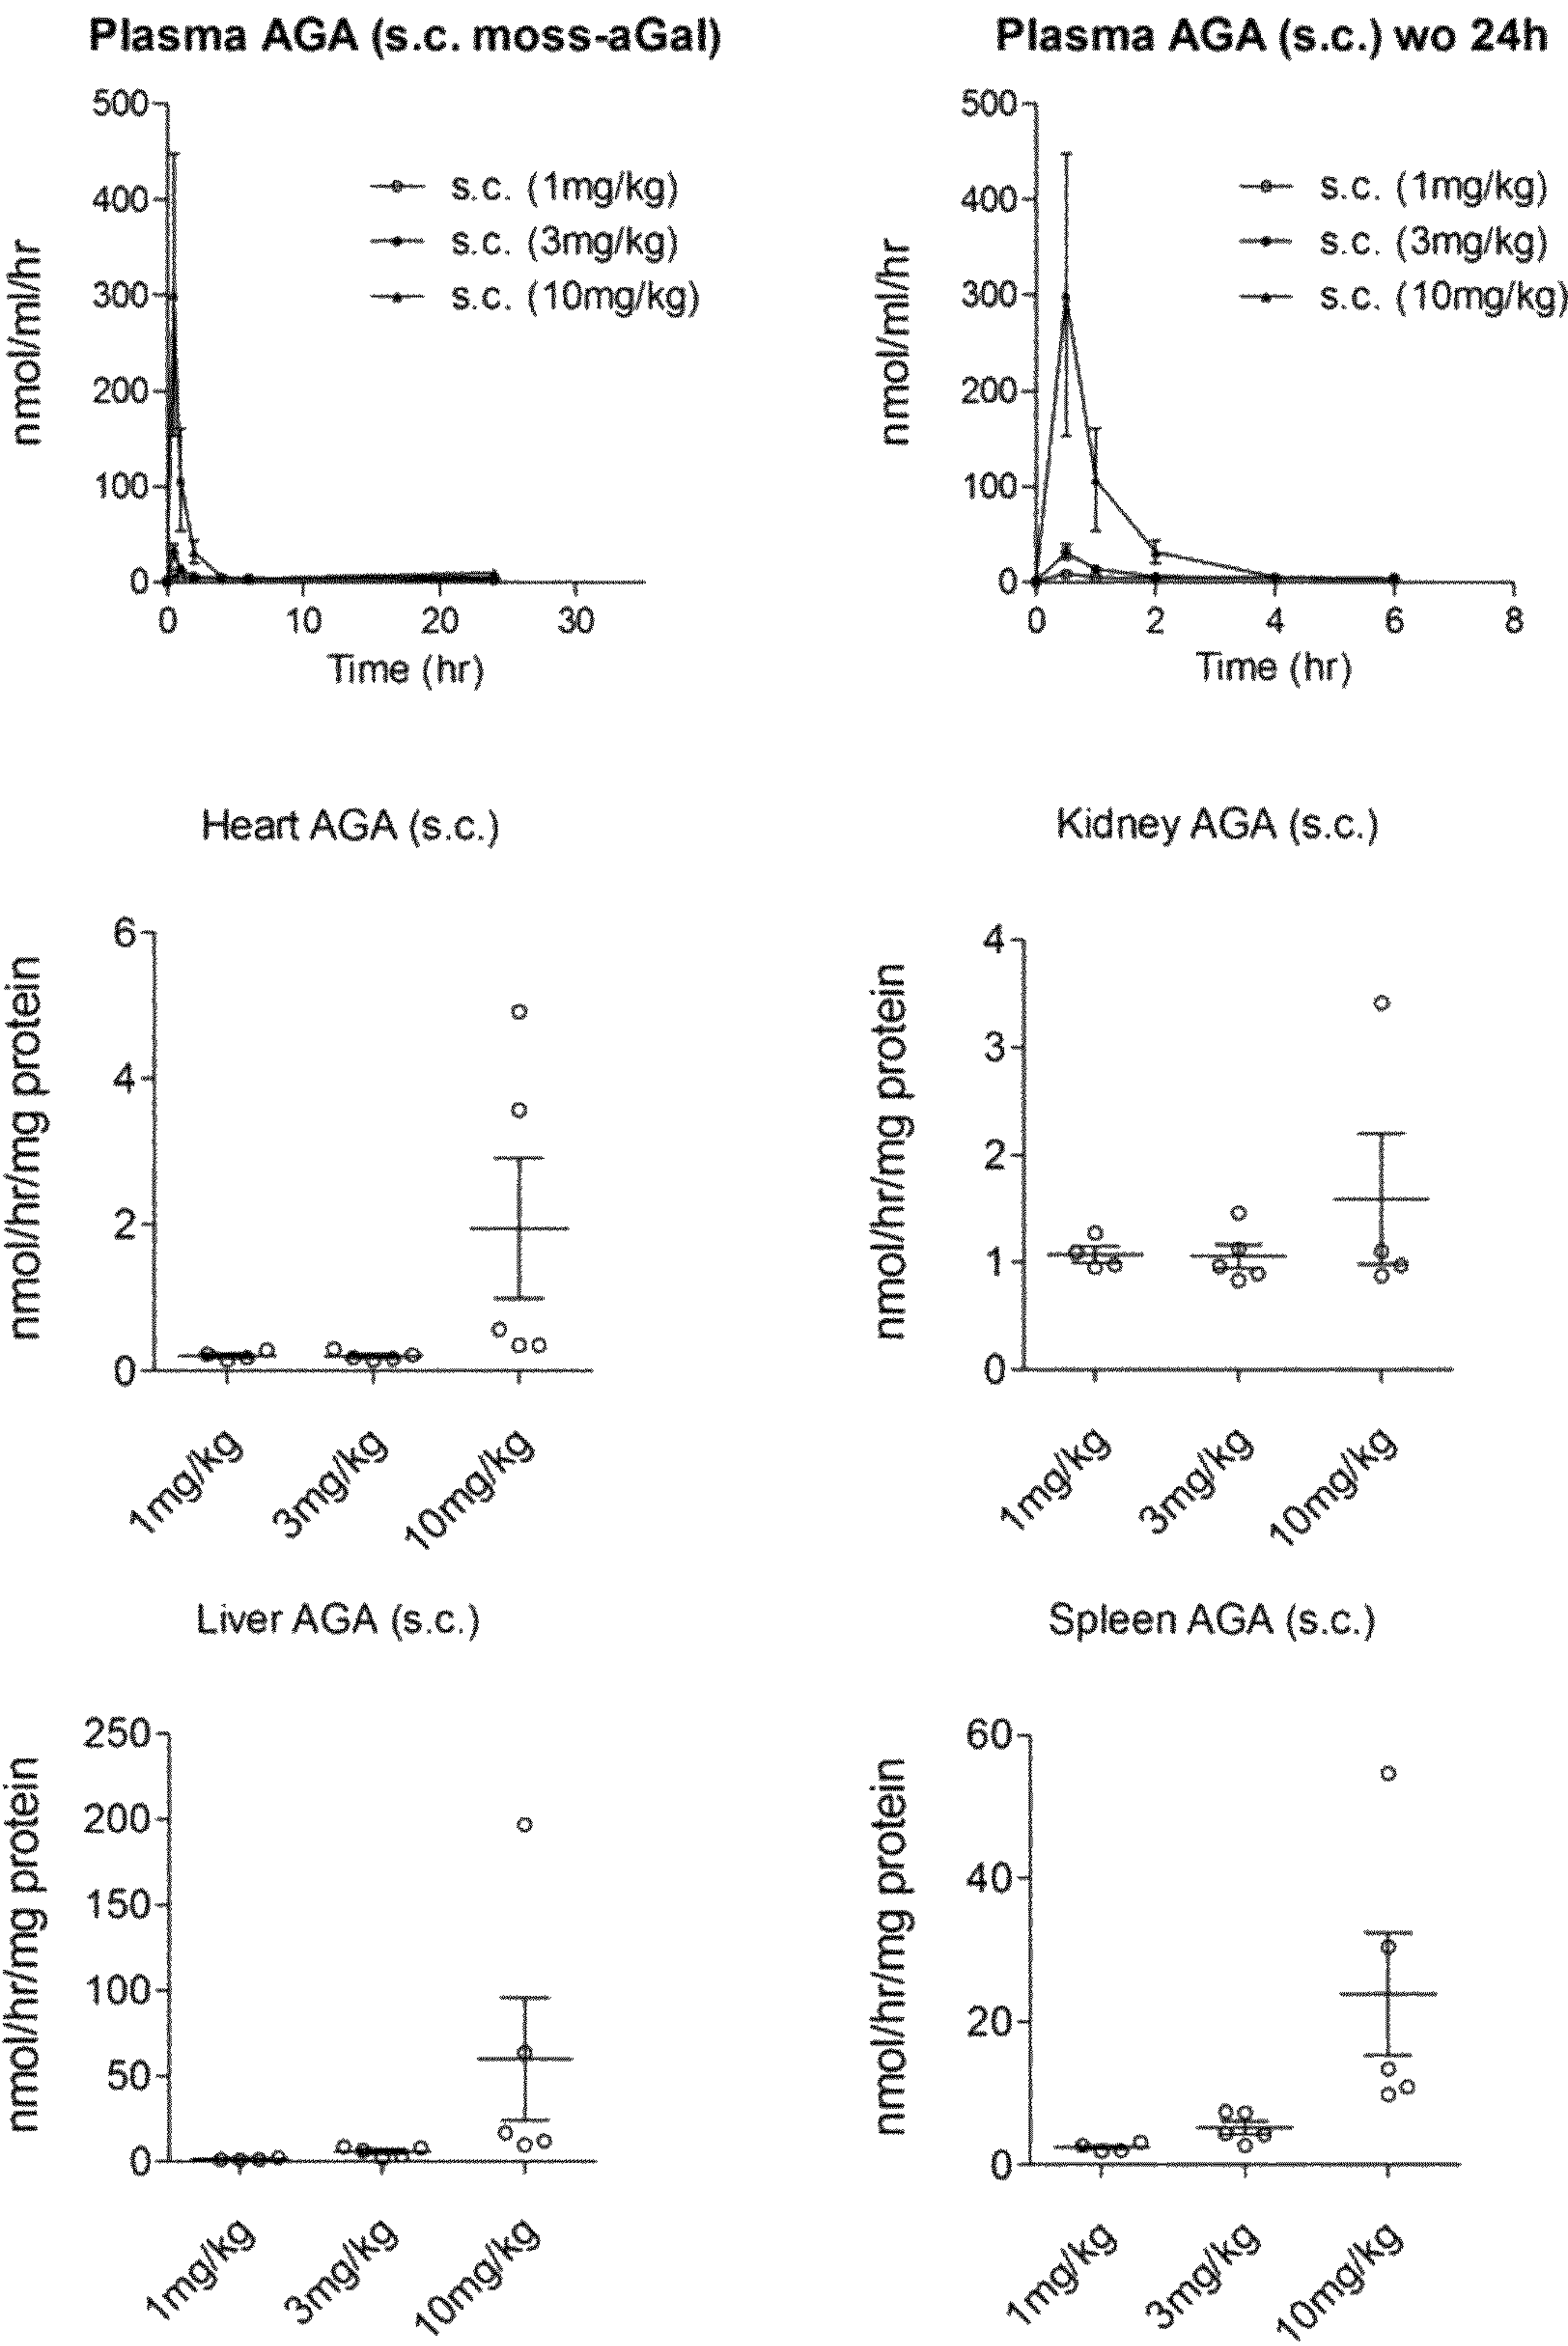 Plasma AGA (s.c. moss-aGal)
nmol/ml/hr
500
400
300
200
100
0
0 10 20 30
Time (hr)
s.c. (1mg/kg)
s.c. (3mg/kg)
s.c. (10mg/kg)
Plasma AGA (s.c.) wo 24h
nmol/ml/hr
500
400
300
200
100
0
0 2 4 6 8
Time (hr)
s.c. (1mg/kg)
s.c. (3mg/kg)
s.c. (10mg/kg)
Heart AGA (s.c.)
nmol/hr/mg protein
6
4
2
0
1mg/kg 3mg/kg 10mg/kg
Kidney AGA (s.c.)
nmol/hr/mg protein
4
3
2
1
0
1mg/kg 3mg/kg 10mg/kg
Liver AGA (s.c.)
nmol/hr/mg protein
250
200
150
100
50
0
1mg/kg 3mg/kg 10mg/kg
Spleen AGA (s.c.)
nmol/hr/mg protein
60
40
20
0
1mg/kg 3mg/kg 10mg/kg